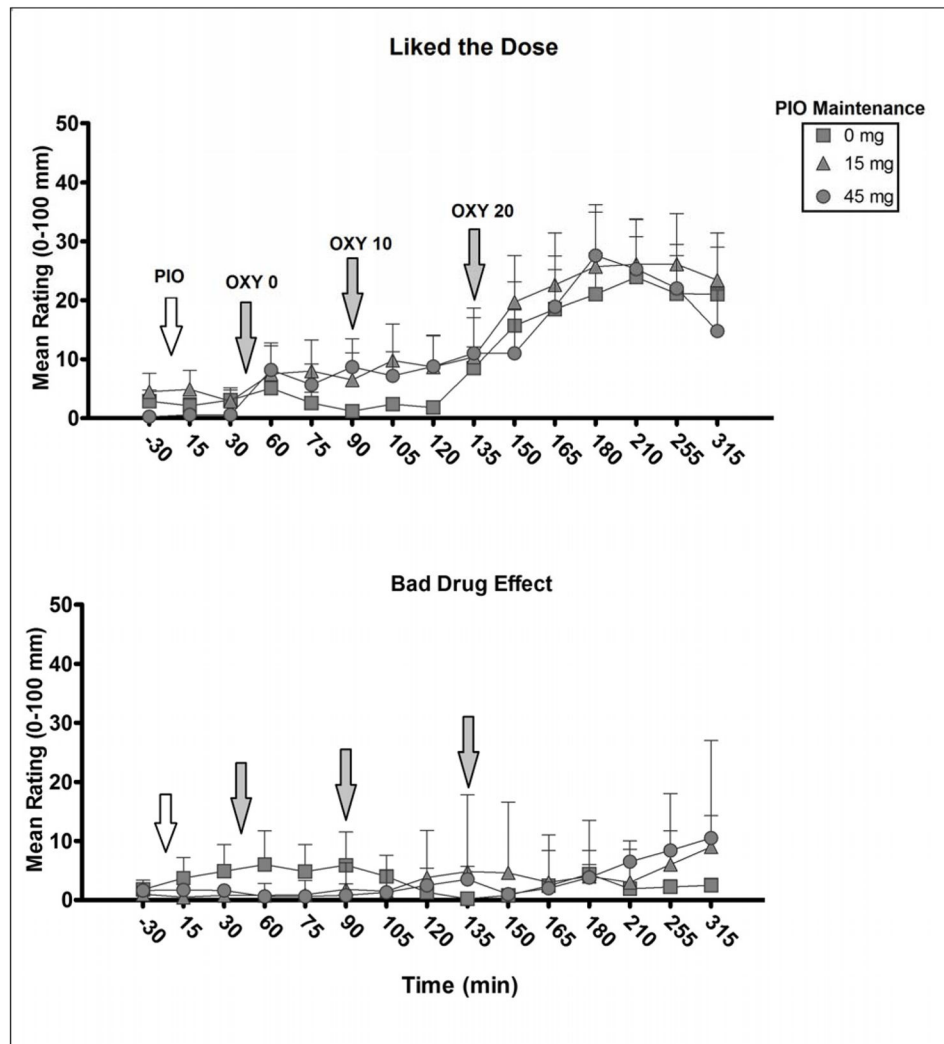 Liked the Dose
PIO Maintenance
0 mg
15 mg
45 mg
Mean Rating (0-100 mm)
50
40
30
20
10
0
PIO
OXY 0
OXY 10
OXY 20
-30 15 30 60 75 90 105 120 135 150 165 180 210 255 315
Bad Drug Effect
Mean Rating (0-100 mm)
50
40
30
20
10
0
-30 15 30 60 75 90 105 120 135 150 165 180 210 255 315
Time (min)